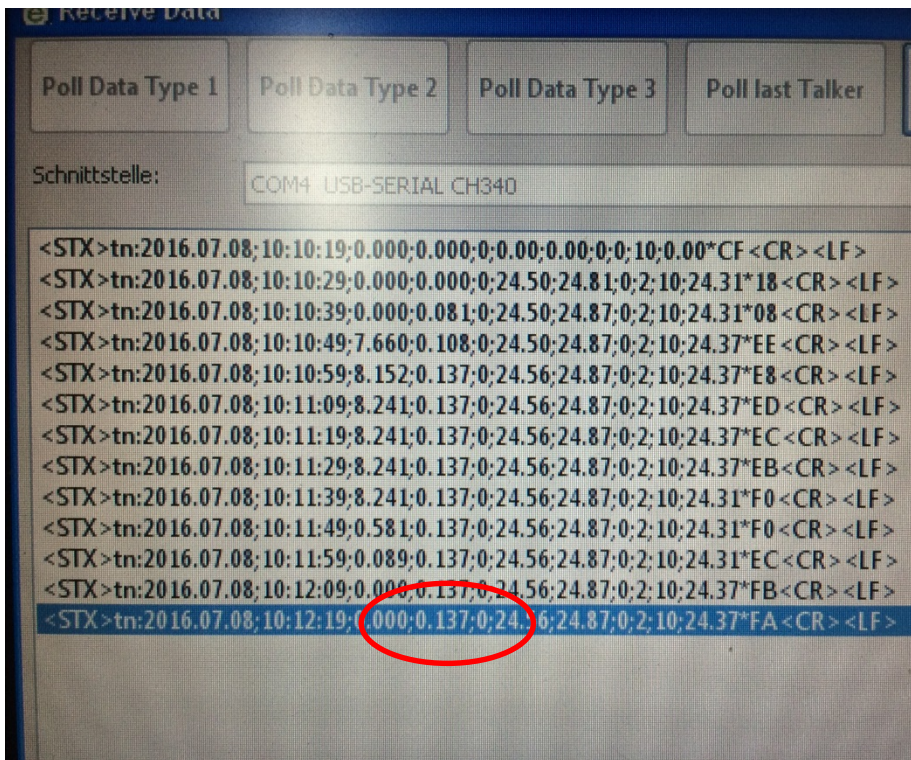 Receive Data
Poll Data Type 1 Poll Data Type 2 Poll Data Type 3 Poll last Talker
Schnittstelle: COM4 USB-SERIAL CH340
<STX>tn:2016.07.08;10:10:19;0.000;0.000;0;0.00;0.00;0;0;10;0.00*CF<CR><LF>
<STX>tn:2016.07.08;10:10:29;0.000;0.000;0;24.50;24.81;0;2;10;24.31*18<CR><LF>
<STX>tn:2016.07.08;10:10:39;0.000;0.081;0;24.50;24.87;0;2;10;24.31*08<CR><LF>
<STX>tn:2016.07.08;10:10:49;7.660;0.108;0;24.50;24.87;0;2;10;24.37*EE<CR><LF>
<STX>tn:2016.07.08;10:10:59;8.152;0.137;0;24.56;24.87;0;2;10;24.37*E8<CR><LF>
<STX>tn:2016.07.08;10:11:09;8.241;0.137;0;24.56;24.87;0;2;10;24.37*ED<CR><LF>
<STX>tn:2016.07.08;10:11:19;8.241;0.137;0;24.56;24.87;0;2;10;24.37*EC<CR><LF>
<STX>tn:2016.07.08;10:11:29;8.241;0.137;0;24.56;24.87;0;2;10;24.37*EB<CR><LF>
<STX>tn:2016.07.08;10:11:39;8.241;0.137;0;24.56;24.87;0;2;10;24.31*F0<CR><LF>
<STX>tn:2016.07.08;10:11:49;0.581;0.137;0;24.56;24.87;0;2;10;24.31*F0<CR><LF>
<STX>tn:2016.07.08;10:11:59;0.089;0.137;0;24.56;24.87;0;2;10;24.31*EC<CR><LF>
<STX>tn:2016.07.08;10:12:09;0.000;0.137;0;24.56;24.87;0;2;10;24.37*FB<CR><LF>
<STX>tn:2016.07.08;10:12:19;0.000;0.137;0;24.56;24.87;0;2;10;24.37*FA<CR><LF>